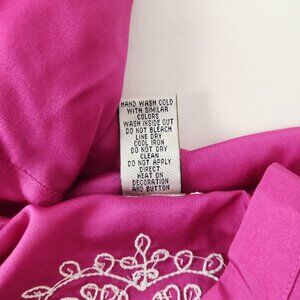 HAND WASH COLD
WITH SIMILAR
COLORS
WASH INSIDE OUT
DO NOT BLEACH
LINE DRY
COOL IRON
DO NOT DRY
CLEAN
DO NOT APPLY
DIRECT
HEAT ON
DECORATION
AND BUTTON